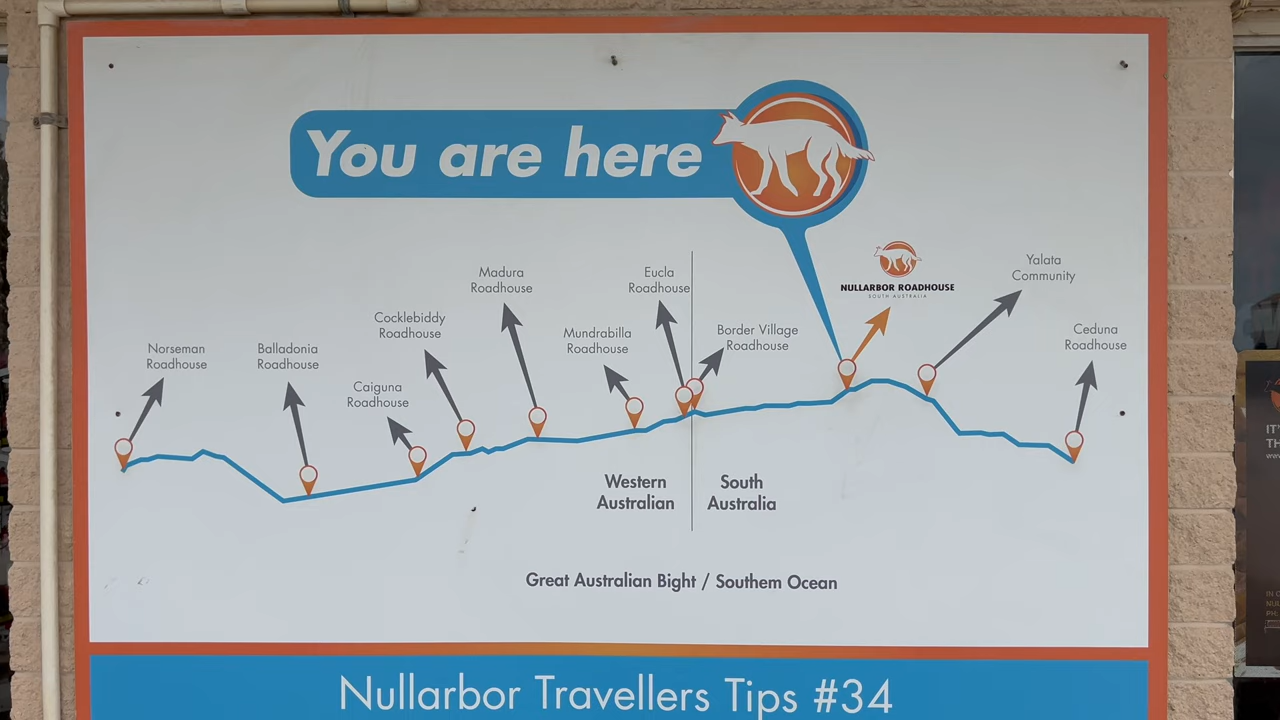 You are here
Madura
Roadhouse
Eucla
Roadhouse
NULLARBOR ROADHOUSE
SOUTH AUSTRALIA
Yalata
Community
Cocklebiddy
Roadhouse
Mundrabilla
Roadhouse
Border Village
Roadhouse
Ceduna
Roadhouse
Norseman
Roadhouse
Balladonia
Roadhouse
Caiguna
Roadhouse
Western
Australian
South
Australia
Great Australian Bight / Southern Ocean
Nullarbor Travellers Tips #34